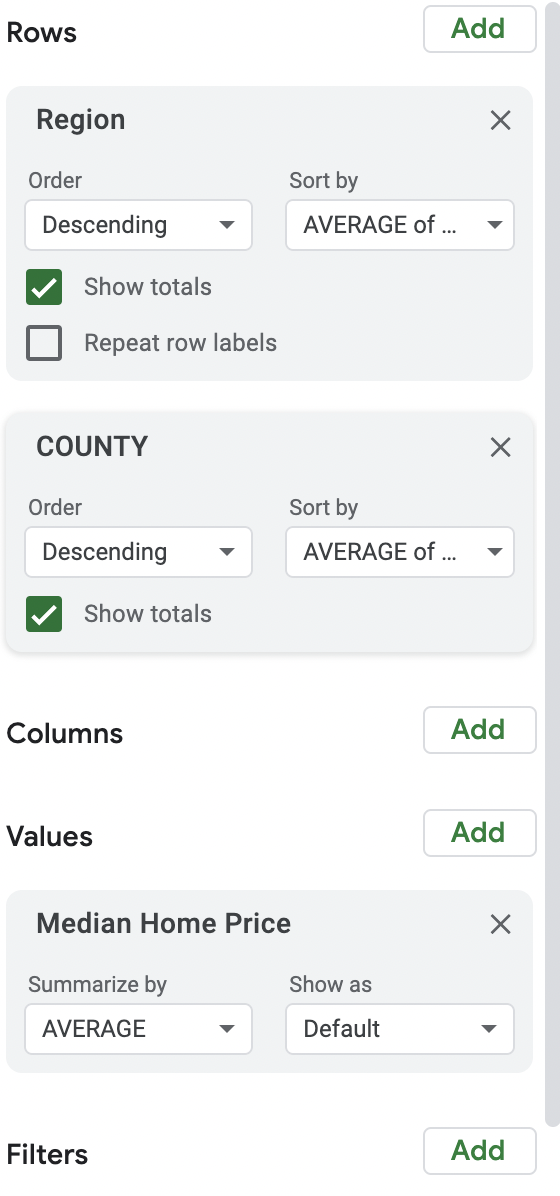 Rows Add
Region
Order Sort by
Descending AVERAGE of ...
Show totals
Repeat row labels
COUNTY
Order Sort by
Descending AVERAGE of ...
Show totals
Columns Add
Values Add
Median Home Price
Summarize by Show as
AVERAGE Default
Filters Add